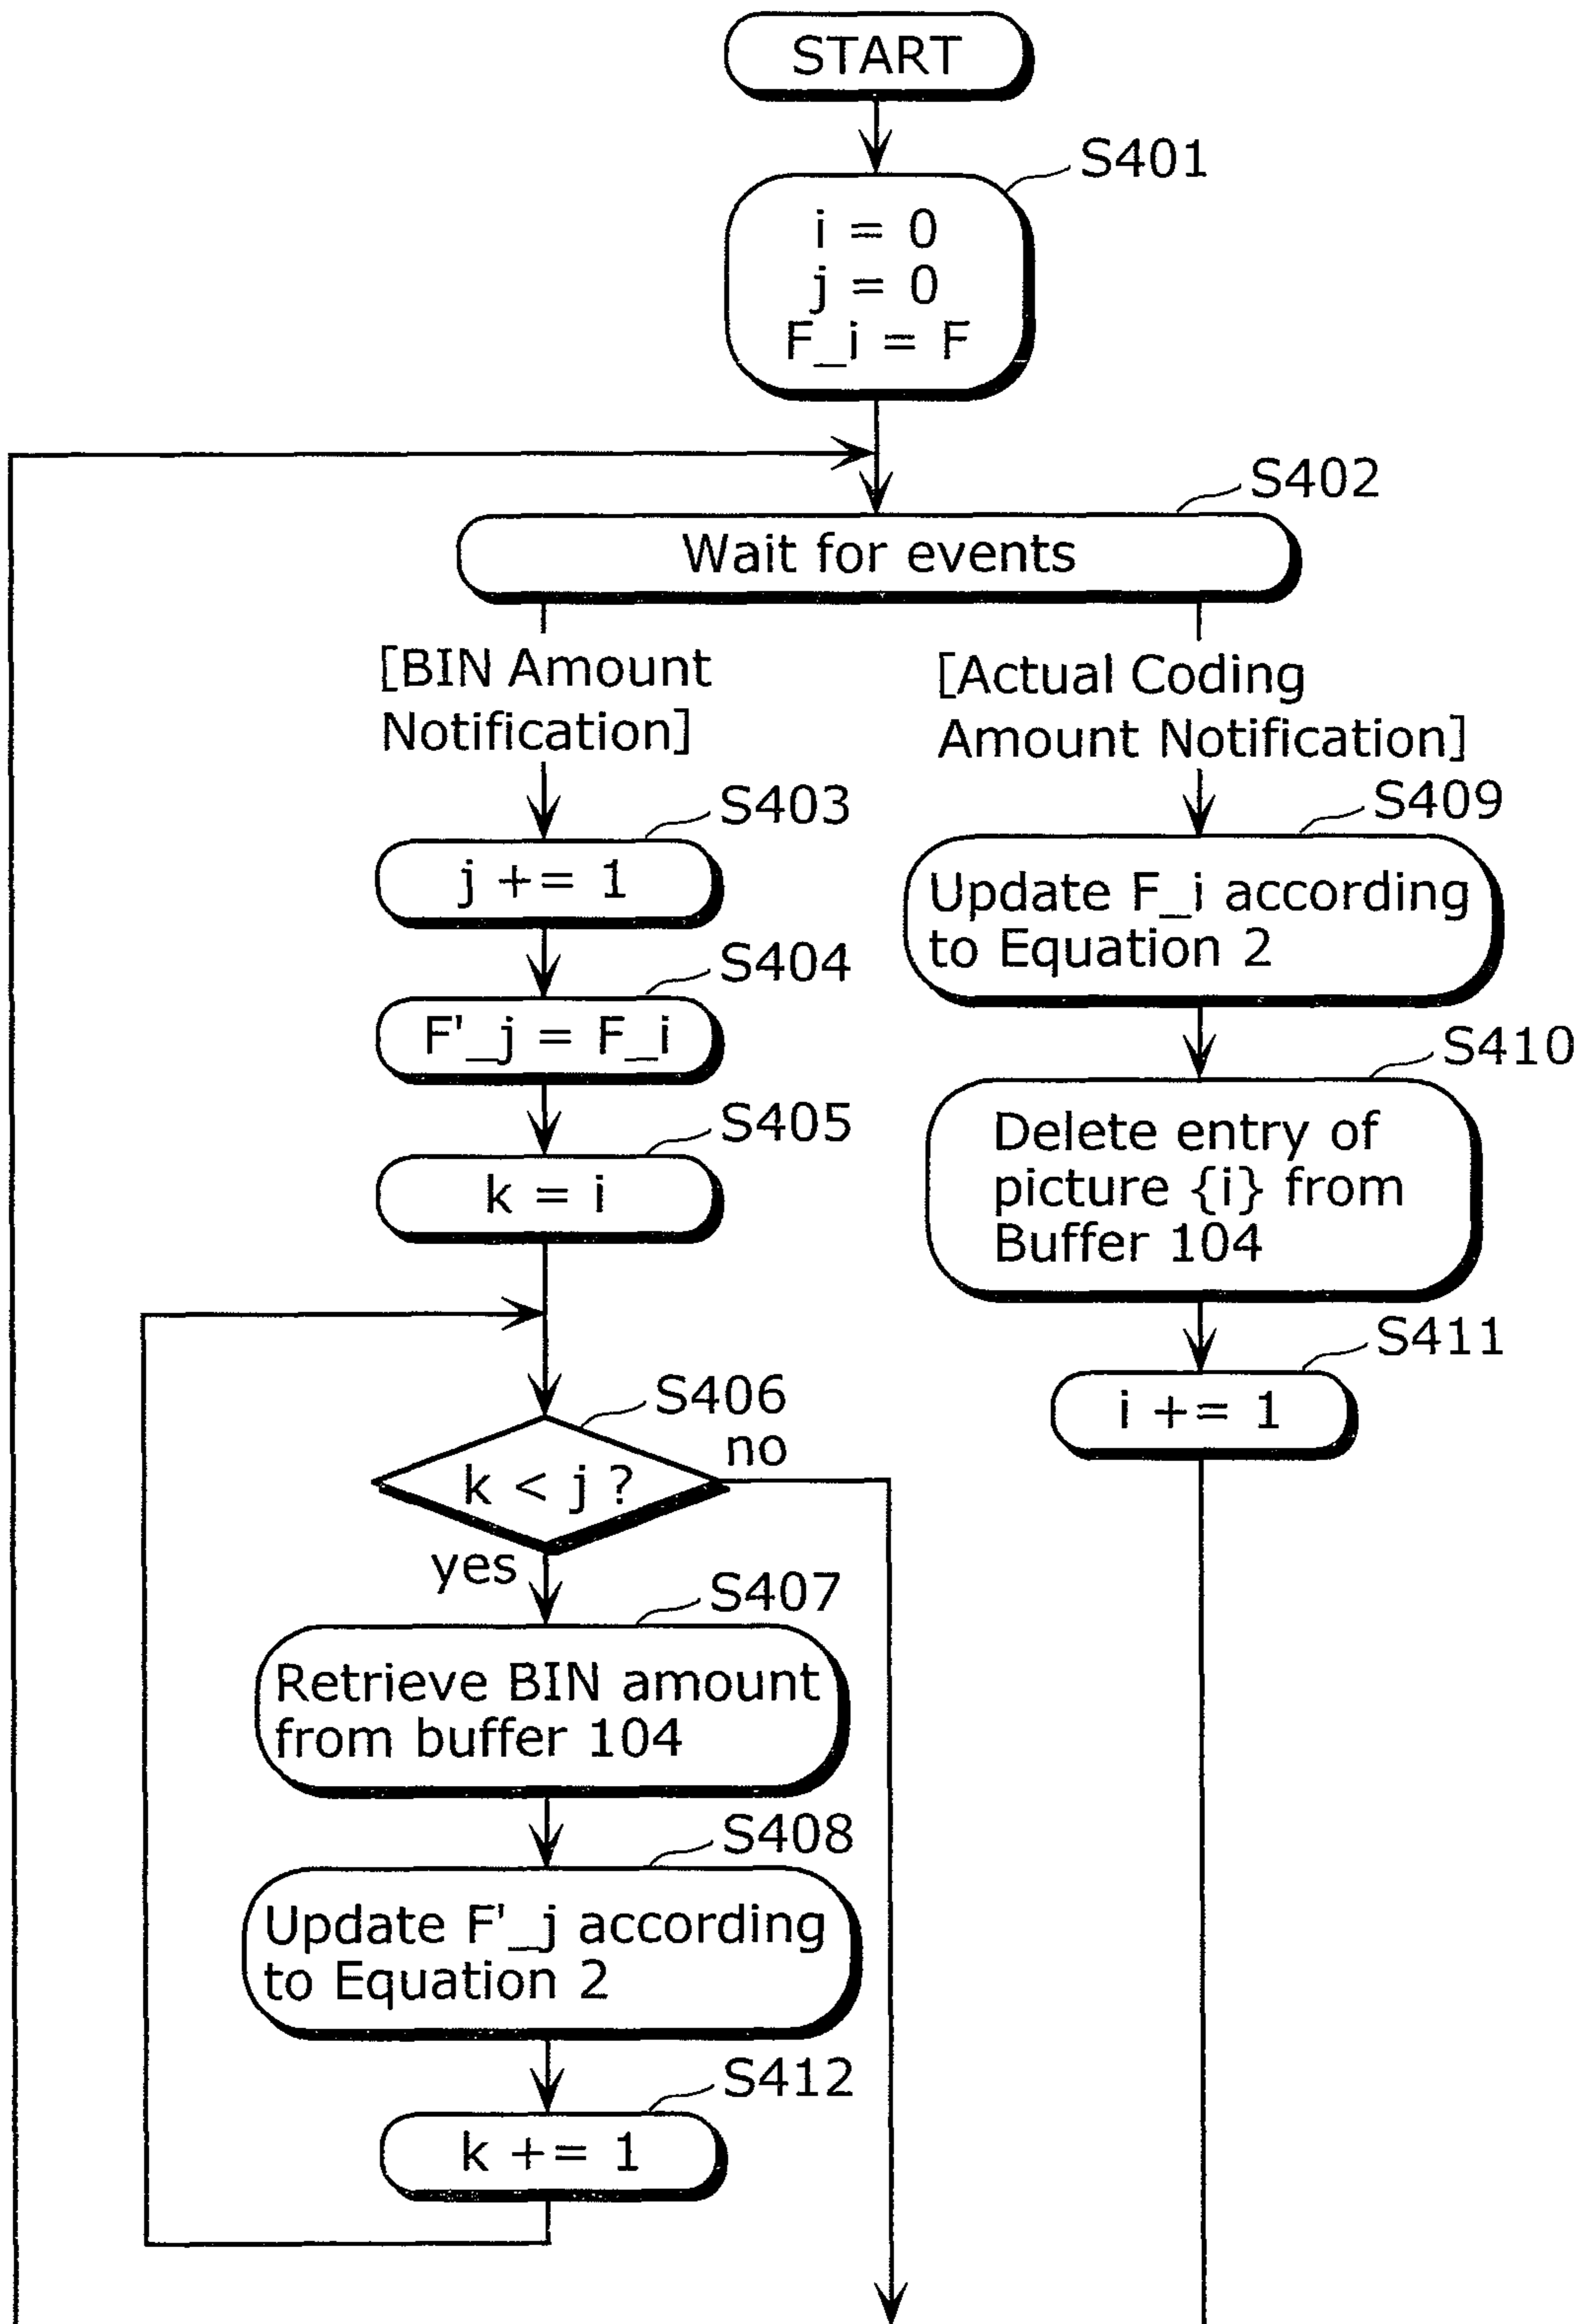 START
S401
i = 0
j = 0
F_i = F
S402
Wait for events
[BIN Amount
Notification]
S403
j += 1
S404
F'_j = F_i
S405
k = i
S406
k < j ?
no
yes
S407
Retrieve BIN amount
from buffer 104
S408
Update F'_j according
to Equation 2
S412
k += 1
[Actual Coding
Amount Notification]
S409
Update F_i according
to Equation 2
S410
Delete entry of
picture {i} from
Buffer 104
S411
i += 1